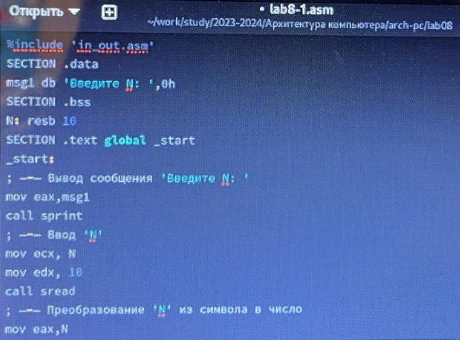 Открыть
• lab8-1.asm
~/work/study/2023-2024/Архитектура компьютера/arch-pc/lab08
%include 'in_out.asm'
SECTION .data
msg1 db 'Введите N: ',0h
SECTION .bss
N: resb 10
SECTION .text global _start
_start:
; --- Вывод сообщения 'Введите N: '
mov eax,msg1
call sprint
; --- Ввод 'N'
mov ecx, N
mov edx, 10
call sread
; --- Преобразование 'N' из символа в число
mov eax,N